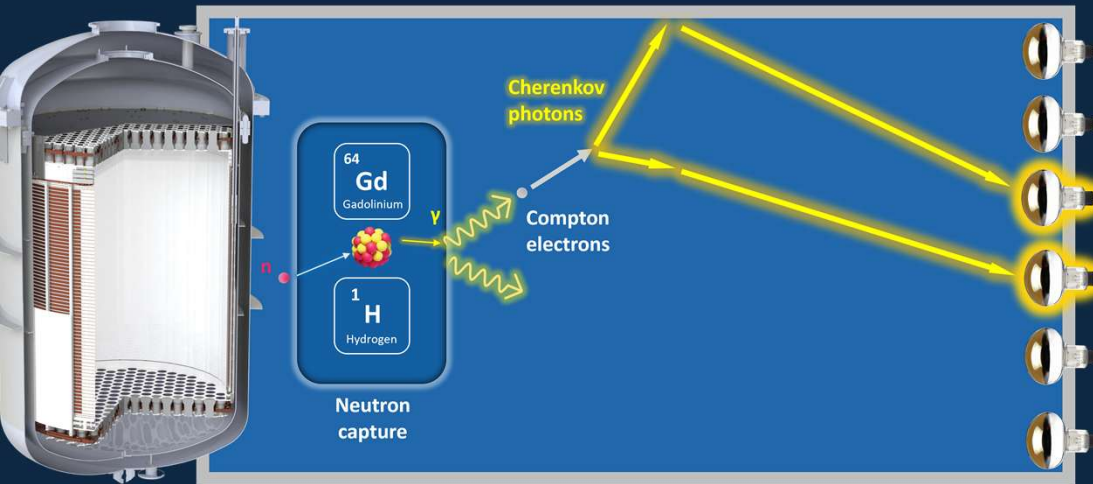 Cherenkov
photons
64
Gd
Gadolinium
γ
Compton
electrons
n
1
H
Hydrogen
Neutron
capture